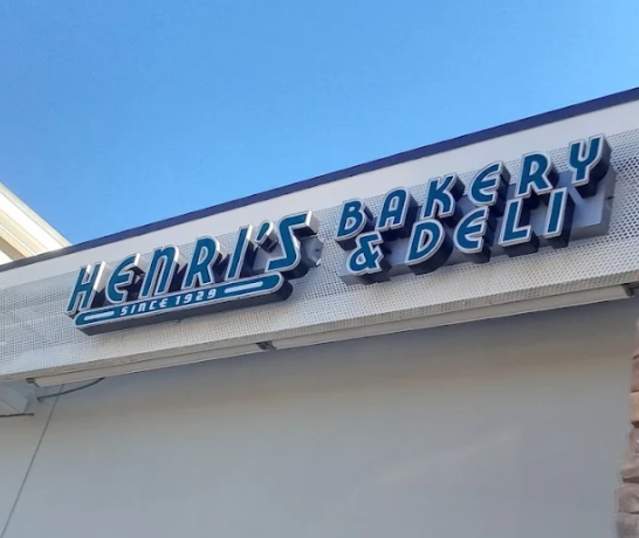 HENRI'S
SINCE 1929
BAKERY
& DELI